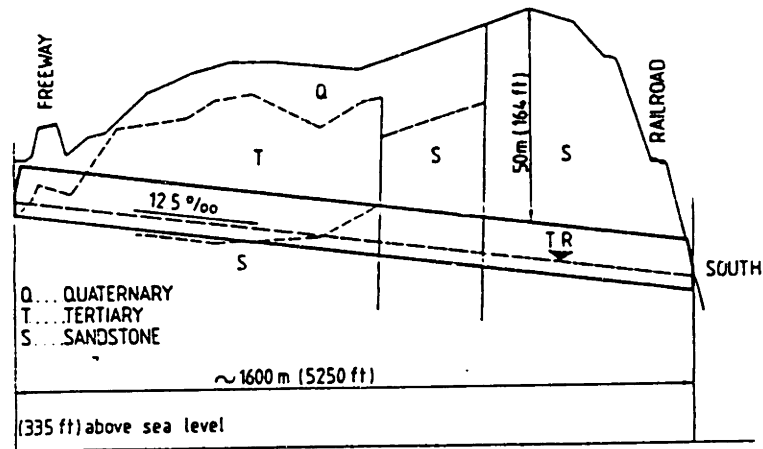 FREEWAY
Q
T
S
50m (164 ft)
S
RAILROAD
12 5 ‰
T R
S
SOUTH
Q... QUATERNARY
T.... TERTIARY
S.... SANDSTONE
~ 1600 m (5250 ft)
(335 ft) above sea level